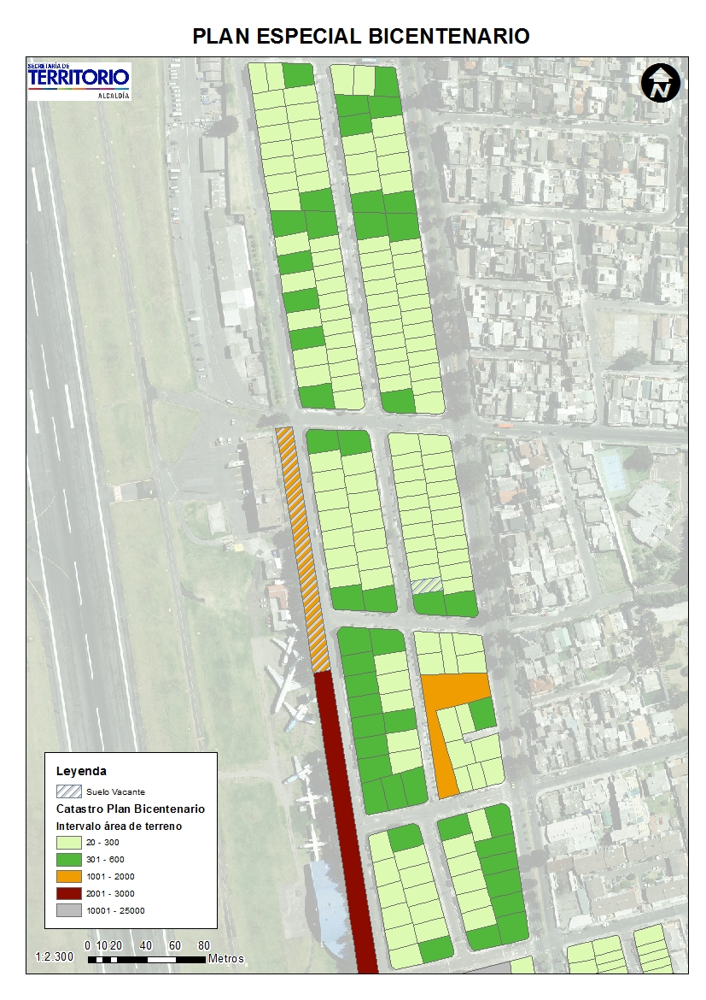 PLAN ESPECIAL BICENTENARIO
SECRETARÍA DE
TERRITORIO
ALCALDÍA
N
Leyenda
Suelo Vacante
Catastro Plan Bicentenario
Intervalo área de terreno
20 - 300
301 - 600
1001 - 2000
2001 - 3000
10001 - 25000
1:2.300
0 10 20 40 60 80
Metros